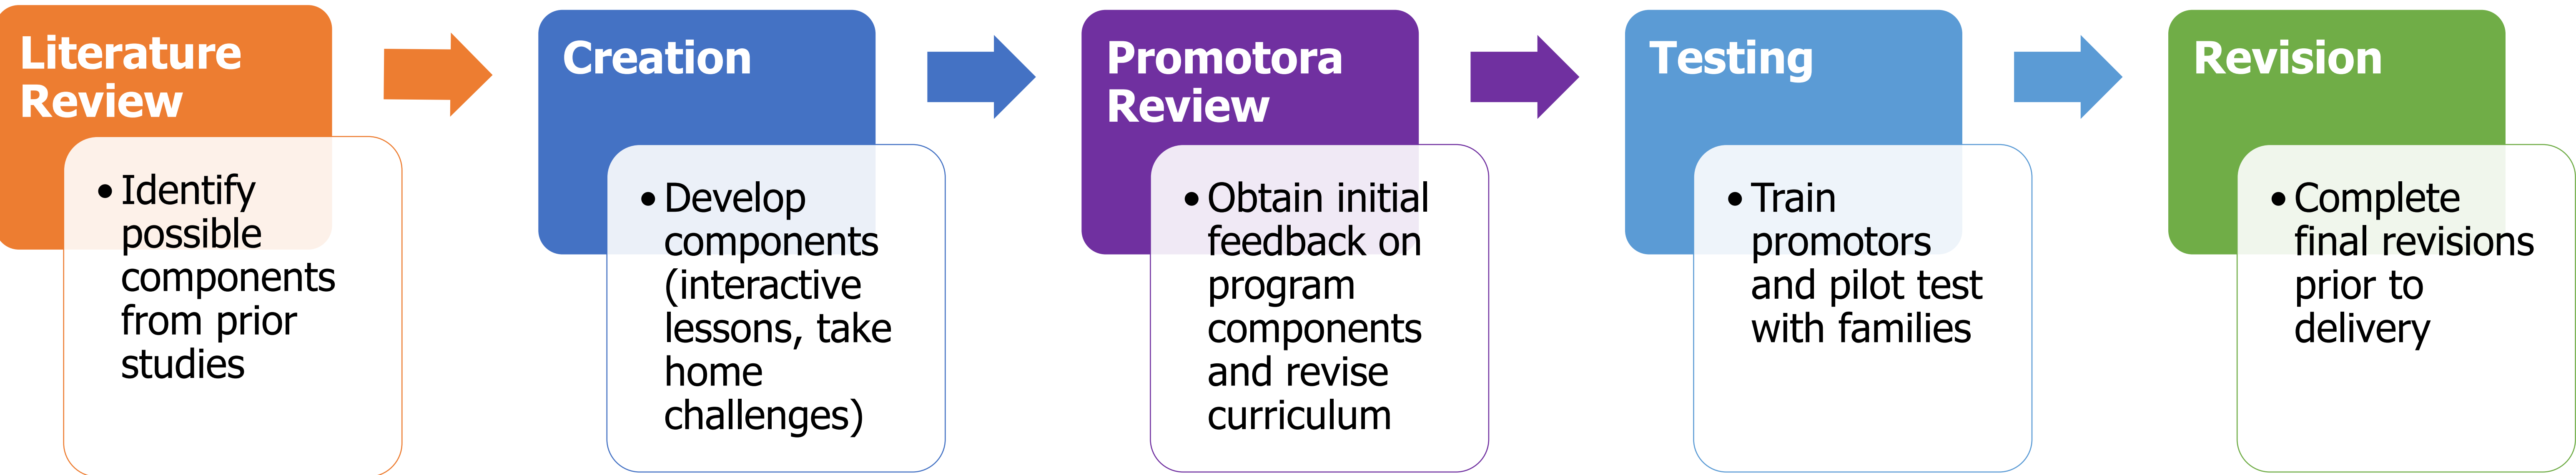 Literature
Review
• Identify
possible
components
from prior
studies
Creation
• Develop
components
(interactive
lessons, take
home
challenges)
Promotora
Review
• Obtain initial
feedback on
program
components
and revise
curriculum
Testing
• Train
promotors
and pilot test
with families
Revision
• Complete
final revisions
prior to
delivery